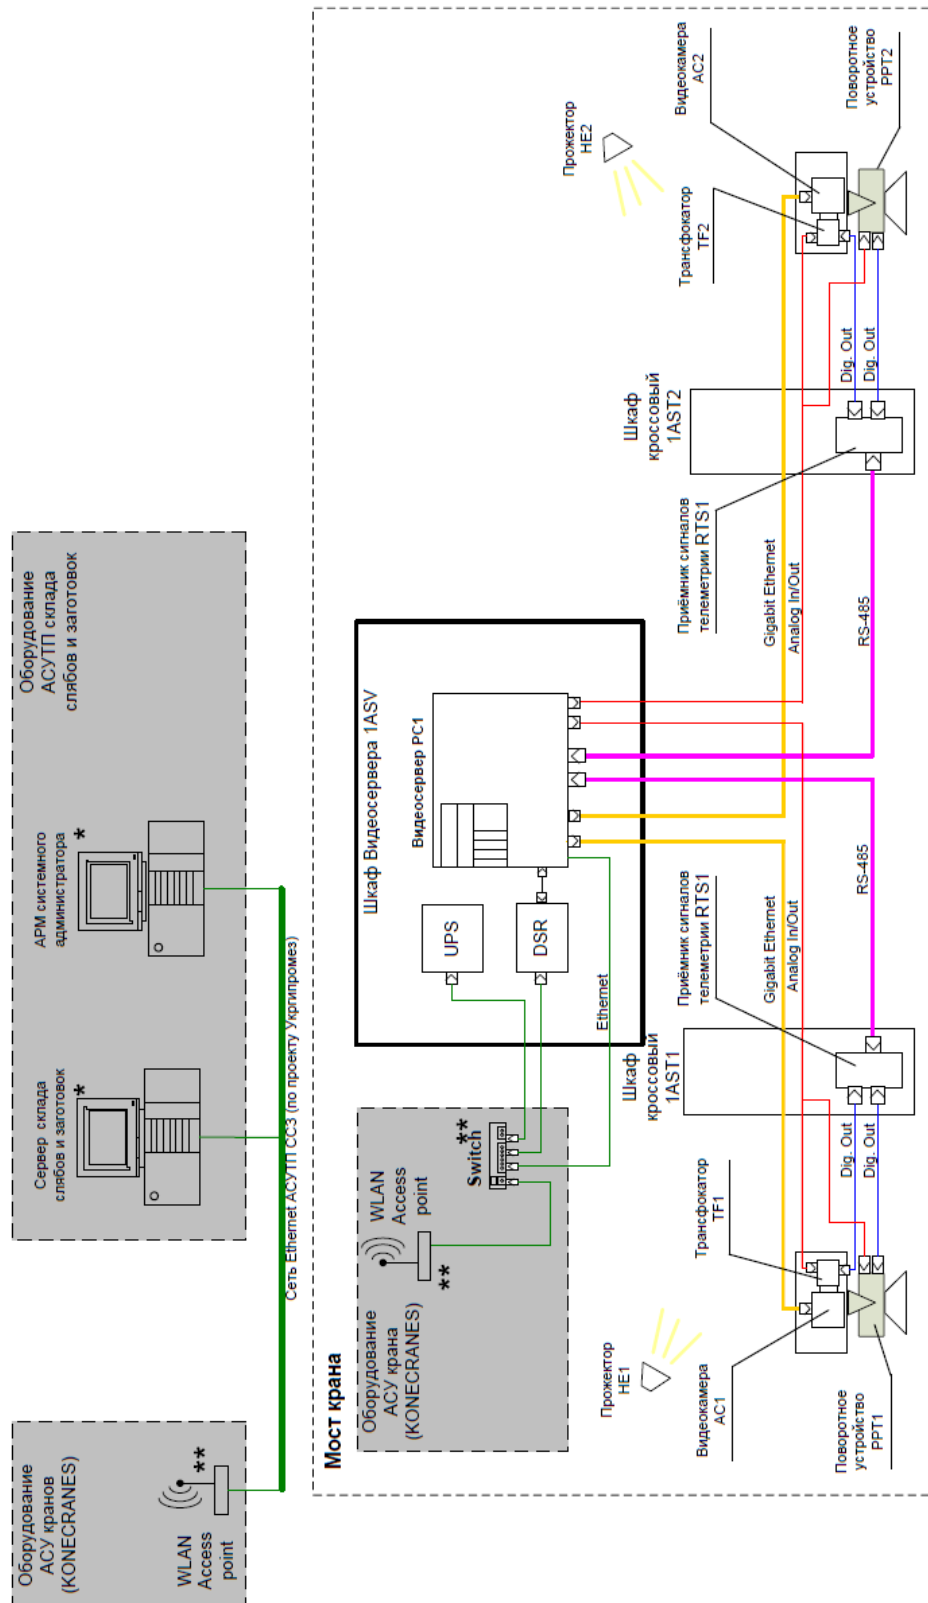 Оборудование
АСУ кранов
(KONECRANES)
WLAN
Access
point
**
Сервер склада
слябов и заготовок
*
АРМ системного
администратора
*
Оборудование
АСУТП склада
слябов и заготовок
Сеть Ethernet АСУТП ССЗ (по проекту Укргипромез)
Мост крана
Оборудование
АСУ крана
(KONECRANES)
WLAN
Access
point
**
Switch
**
Шкаф Видеосервера 1ASV
UPS
DSR
Видеосервер PC1
Ethernet
Прожектор
HE1
Прожектор
HE2
Видеокамера
AC1
Трансфокатор
TF1
Поворотное
устройство
PPT1
Шкаф
кроссовый
1AST1
Приёмник сигналов
телеметрии RTS1
Dig. Out
Dig. Out
Gigabit Ethernet
Analog In/Out
RS-485
Gigabit Ethernet
Analog In/Out
RS-485
Шкаф
кроссовый
1AST2
Приёмник сигналов
телеметрии RTS1
Dig. Out
Dig. Out
Трансфокатор
TF2
Видеокамера
AC2
Поворотное
устройство
PPT2